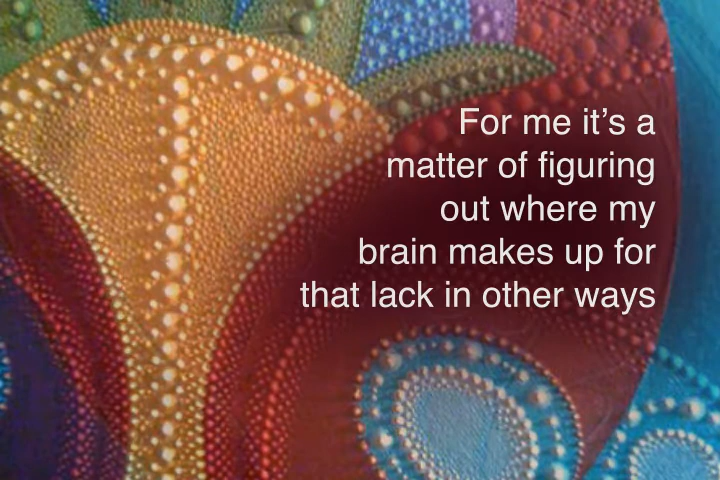 For me it’s a
matter of figuring
out where my
brain makes up for
that lack in other ways